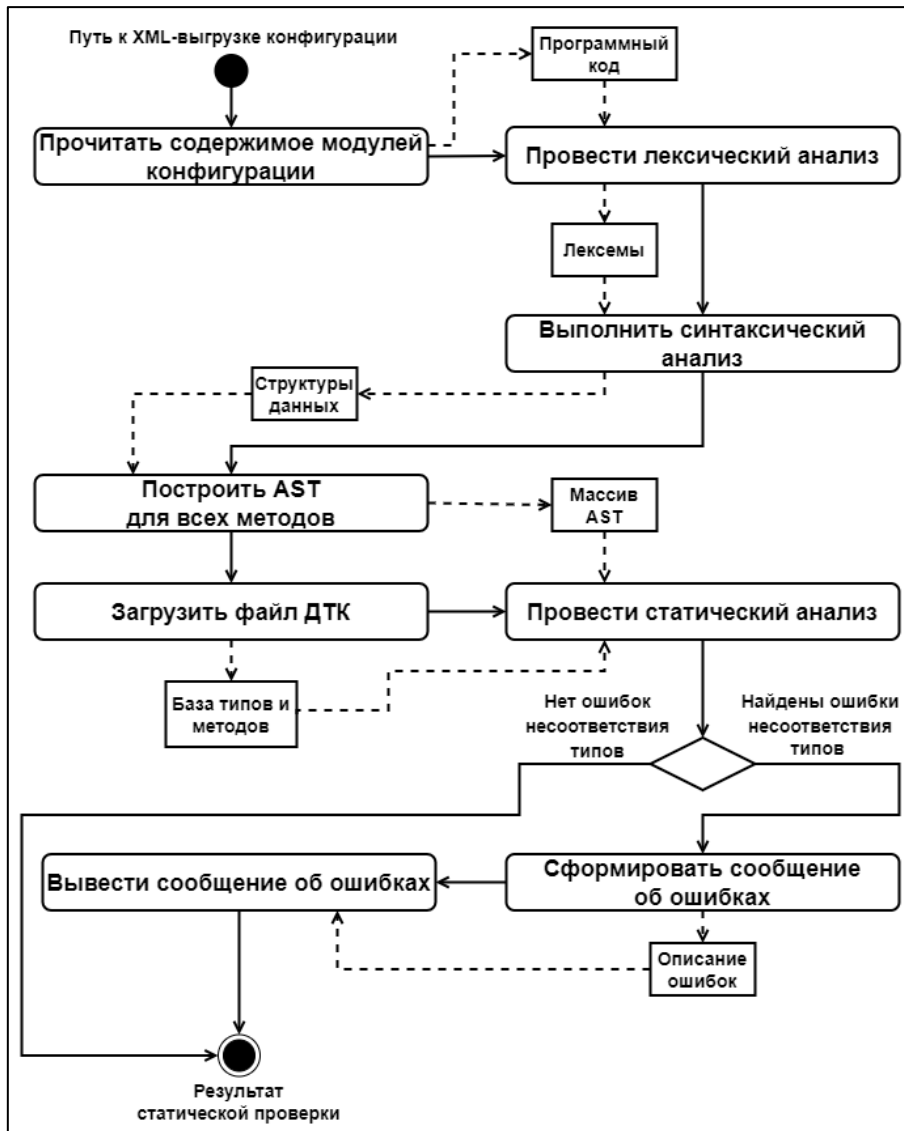 Путь к XML-выгрузке конфигурации
Программный
код
Прочитать содержимое модулей
конфигурации
Провести лексический анализ
Лексемы
Выполнить синтаксический
анализ
Структуры
данных
Построить AST
для всех методов
Массив
AST
Загрузить файл ДТК
Провести статический анализ
База типов и
методов
Нет ошибок
несоответствия
типов
Найдены ошибки
несоответствия
типов
Сформировать сообщение
об ошибках
Вывести сообщение об ошибках
Описание
ошибок
Результат
статической проверки